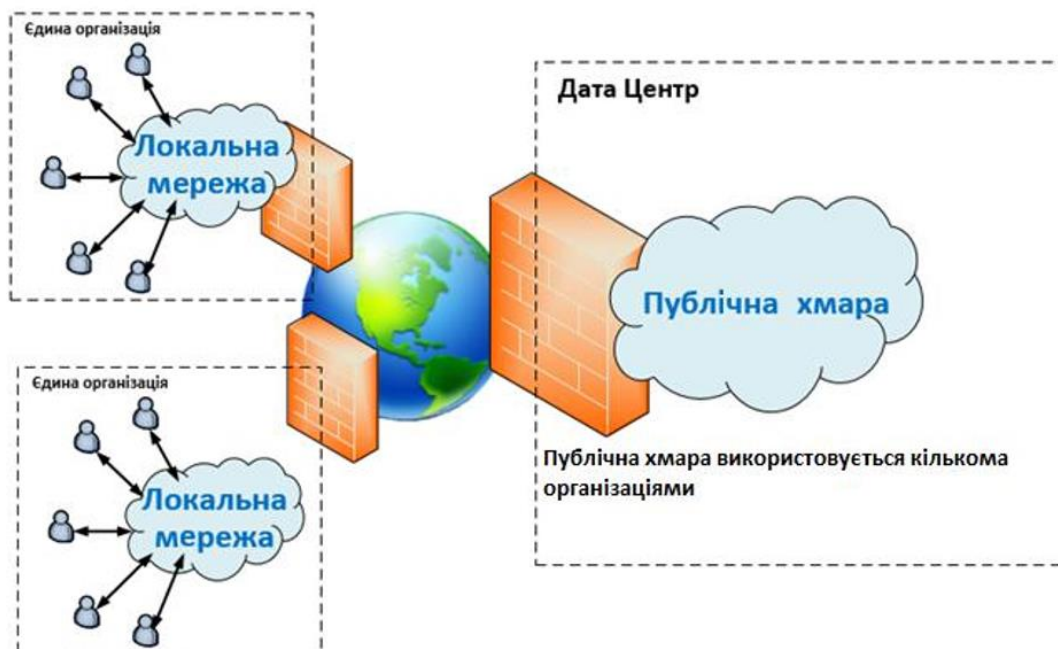 Єдина організація
Локальна
мережа
Дата Центр
Публічна хмара
Публічна хмара використовується кількома
організаціями
Єдина організація
Локальна
мережа